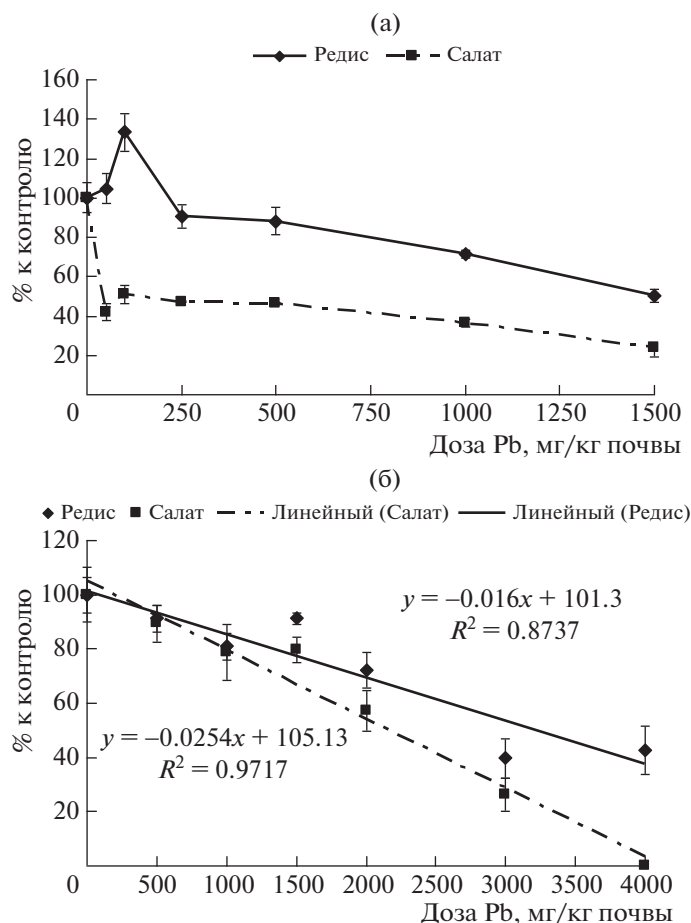 (а)
Редис Салат
160
140
120
100
80
60
40
20
0 250 500 750 1000 1250 1500
% к контролю
Доза Pb, мг/кг почвы
(б)
Редис Салат Линейный (Салат) Линейный (Редис)
120
100
80
60
40
20
0 500 1000 1500 2000 2500 3000 3500 4000
% к контролю
y = –0.016x + 101.3
R² = 0.8737
y = –0.0254x + 105.13
R² = 0.9717
Доза Pb, мг/кг почвы